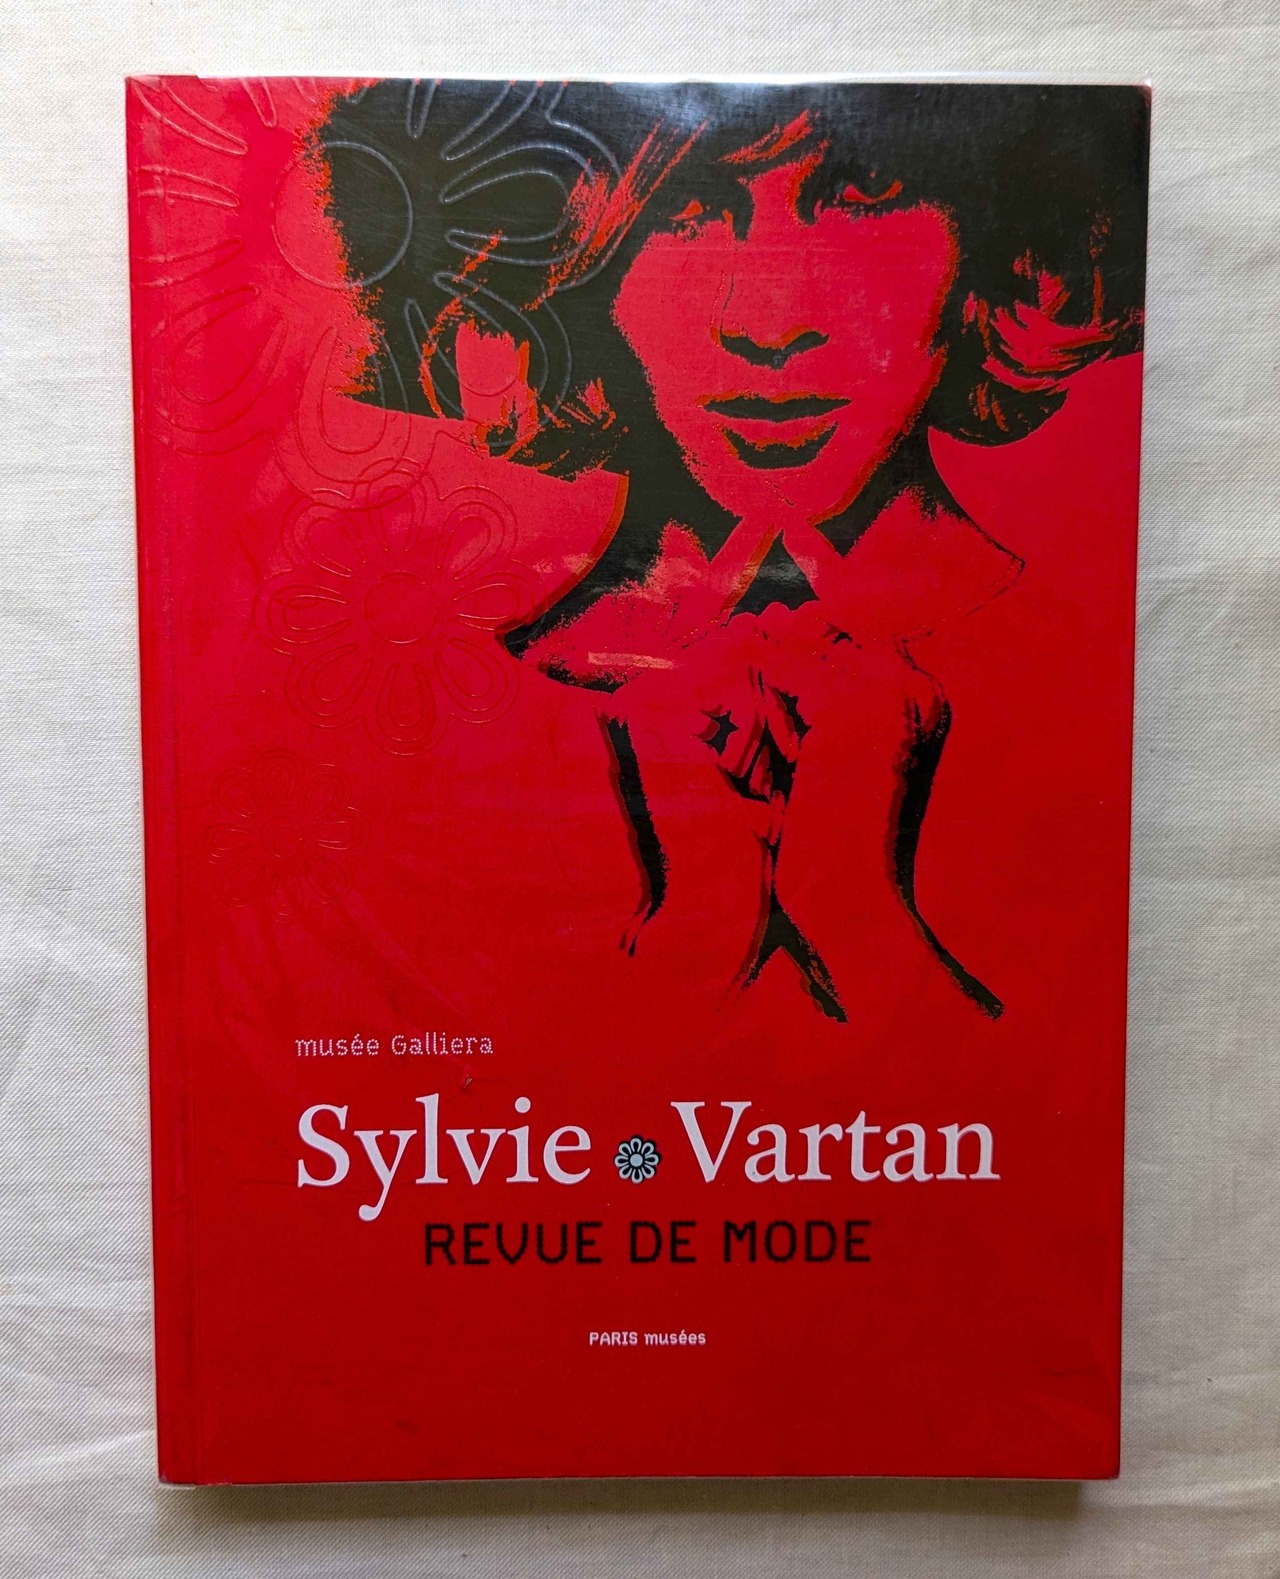 musée Galliera
Sylvie Vartan
REVUE DE MODE
PARIS musées